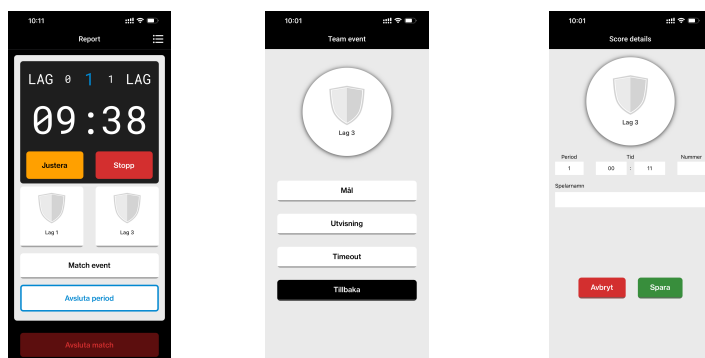 10:11
Report
LAG 0 1 1 LAG
09:38
Justera Stopp
Lag 1 Lag 3
Match event
Avsluta period
Avsluta match
10:01
Team event
Lag 3
Mål
Utvisning
Timeout
Tillbaka
10:01
Score details
Lag 3
Period Tid Nummer
1 00 : 11
Spelarnamn
Avbryt Spara